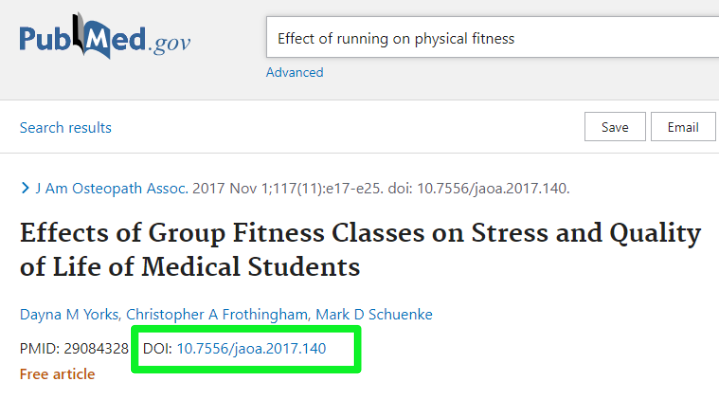 PubMed.gov
Effect of running on physical fitness
Advanced
Search results
Save
Email
J Am Osteopath Assoc. 2017 Nov 1;117(11):e17-e25. doi: 10.7556/jaoa.2017.140.
Effects of Group Fitness Classes on Stress and Quality
of Life of Medical Students
Dayna M Yorks, Christopher A Frothingham, Mark D Schuenke
PMID: 29084328 DOI: 10.7556/jaoa.2017.140
Free article